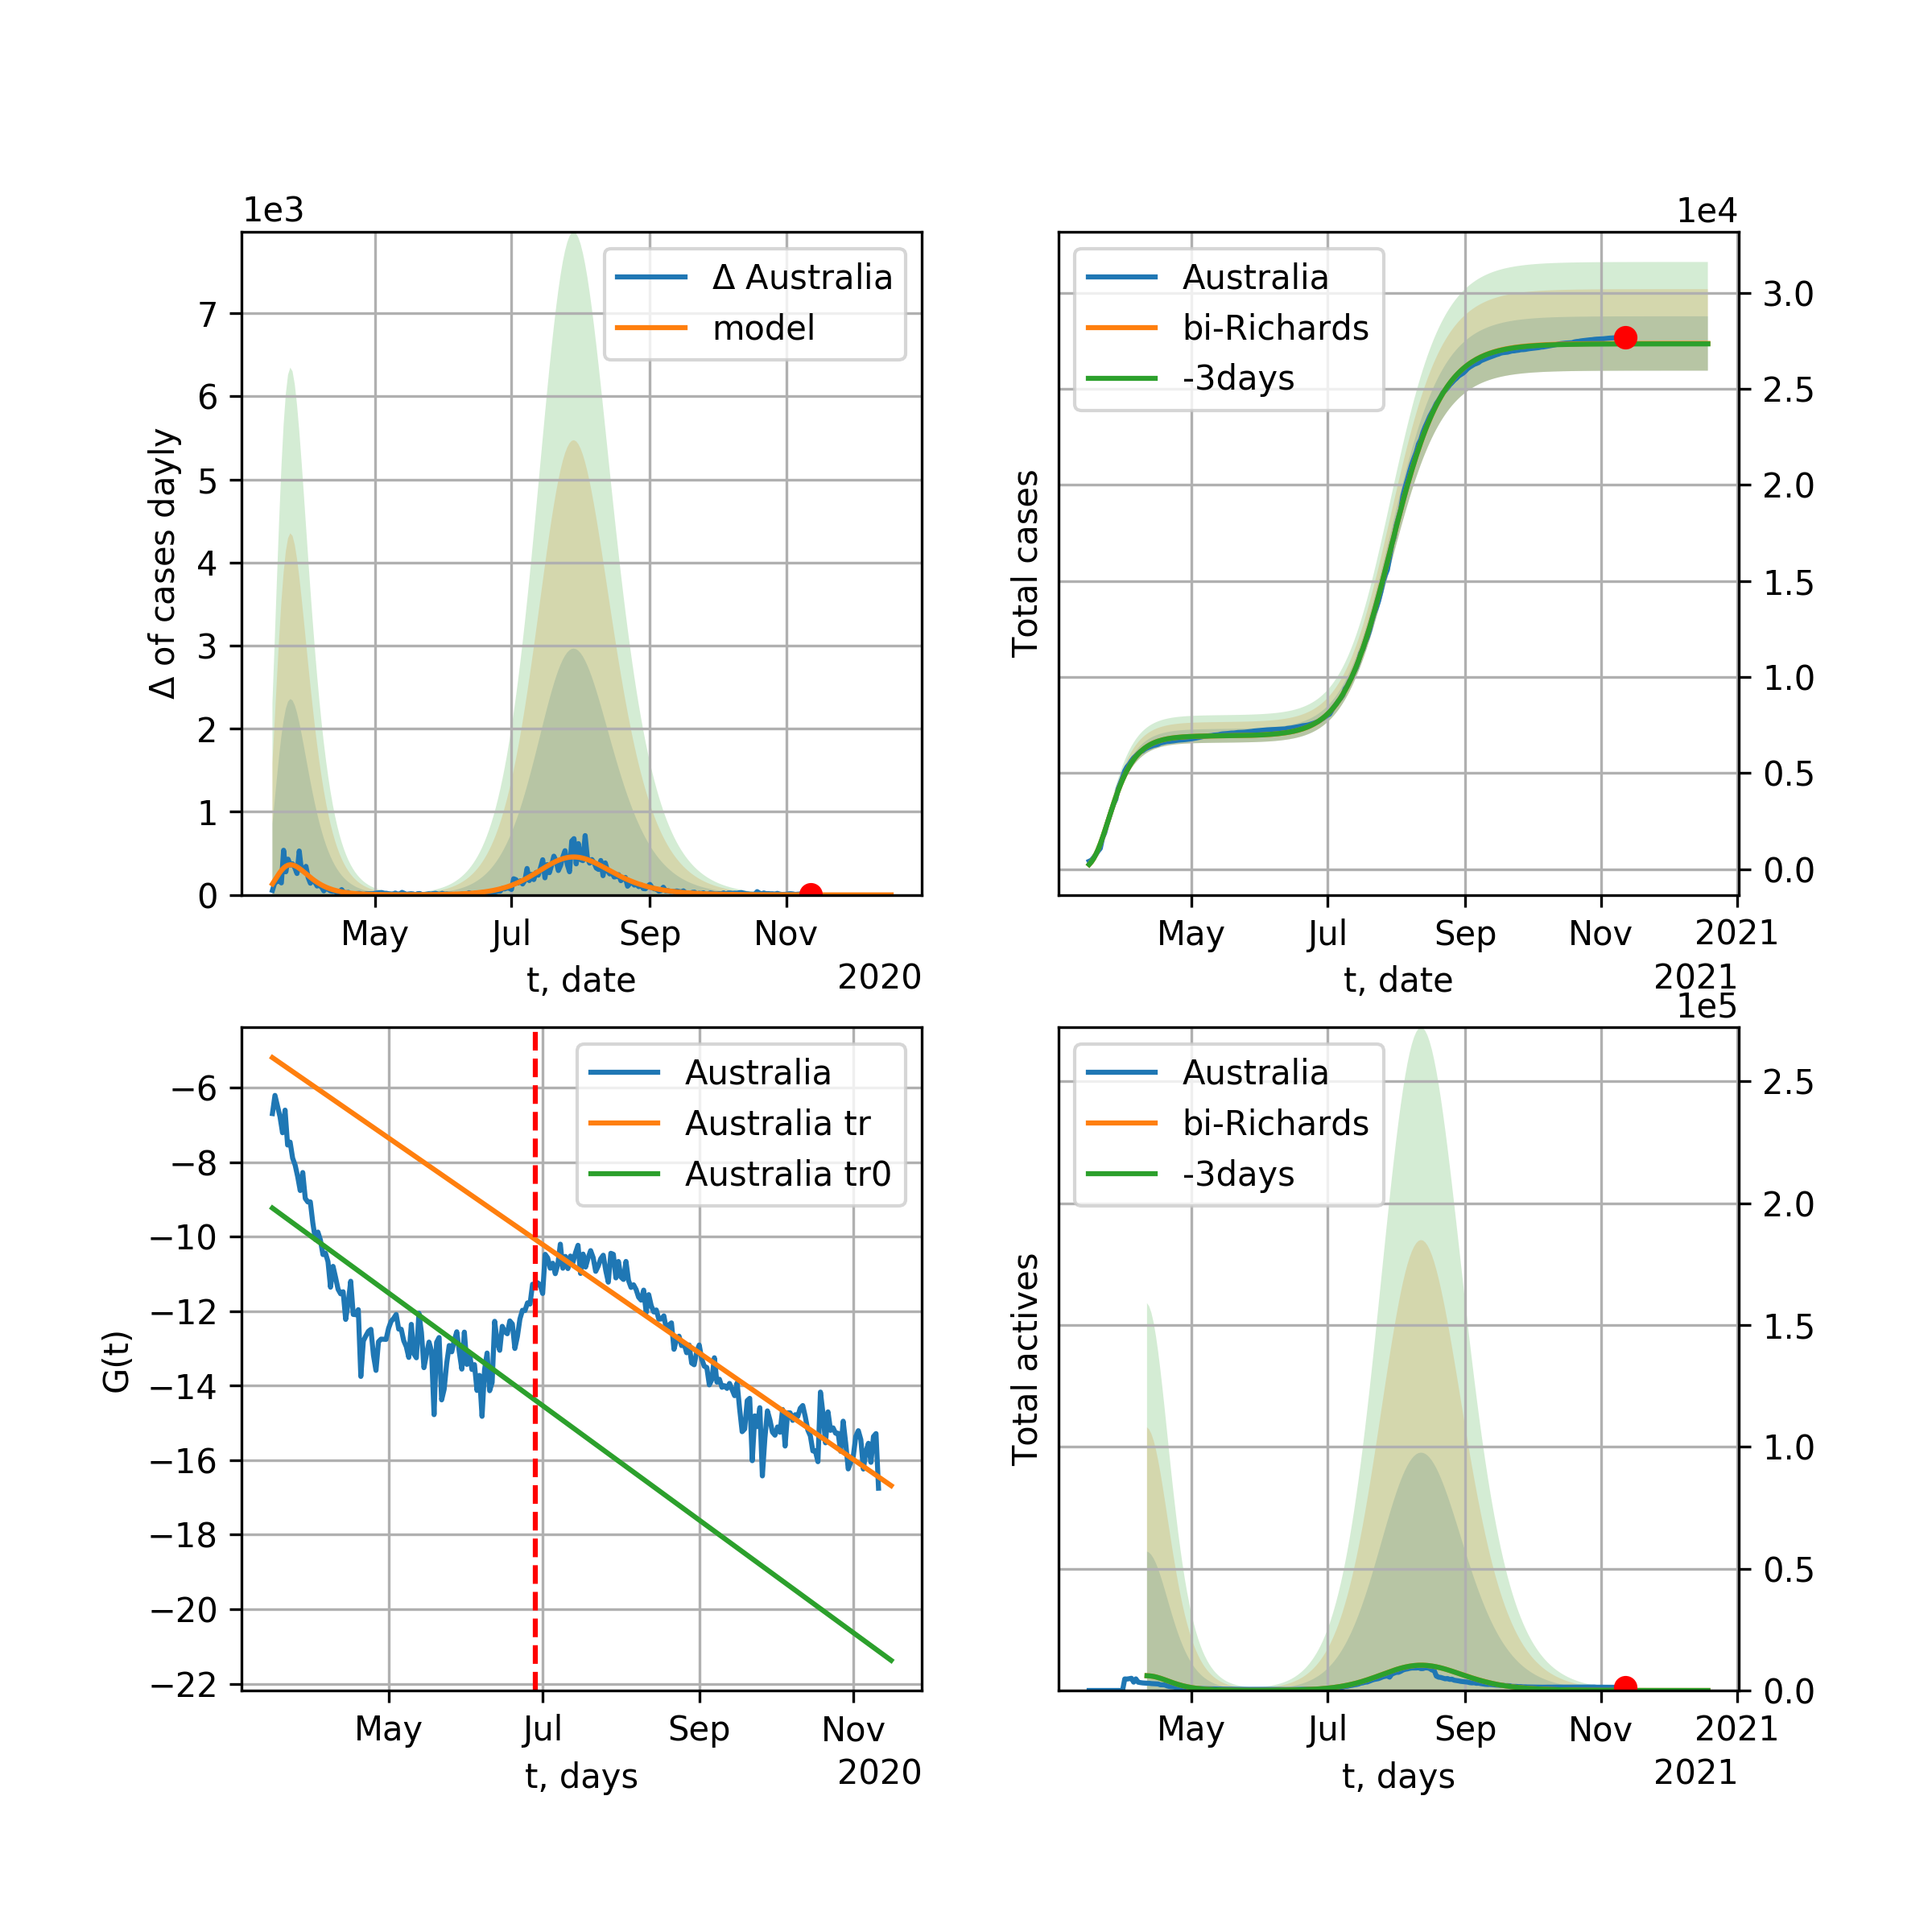 1e3
Δ Australia
model
7
6
5
4
3
2
1
0
Δ of cases dayly
May Jul Sep Nov
t, date
2020
1e4
Australia
bi-Richards
-3days
3.0
2.5
2.0
1.5
1.0
0.5
0.0
Total cases
May Jul Sep Nov 2021
t, date
2021
Australia
Australia tr
Australia tr0
−6
−8
−10
−12
−14
−16
−18
−20
−22
G(t)
May Jul Sep Nov
t, days
2020
1e5
Australia
bi-Richards
-3days
2.5
2.0
1.5
1.0
0.5
0.0
Total actives
May Jul Sep Nov 2021
t, days
2021